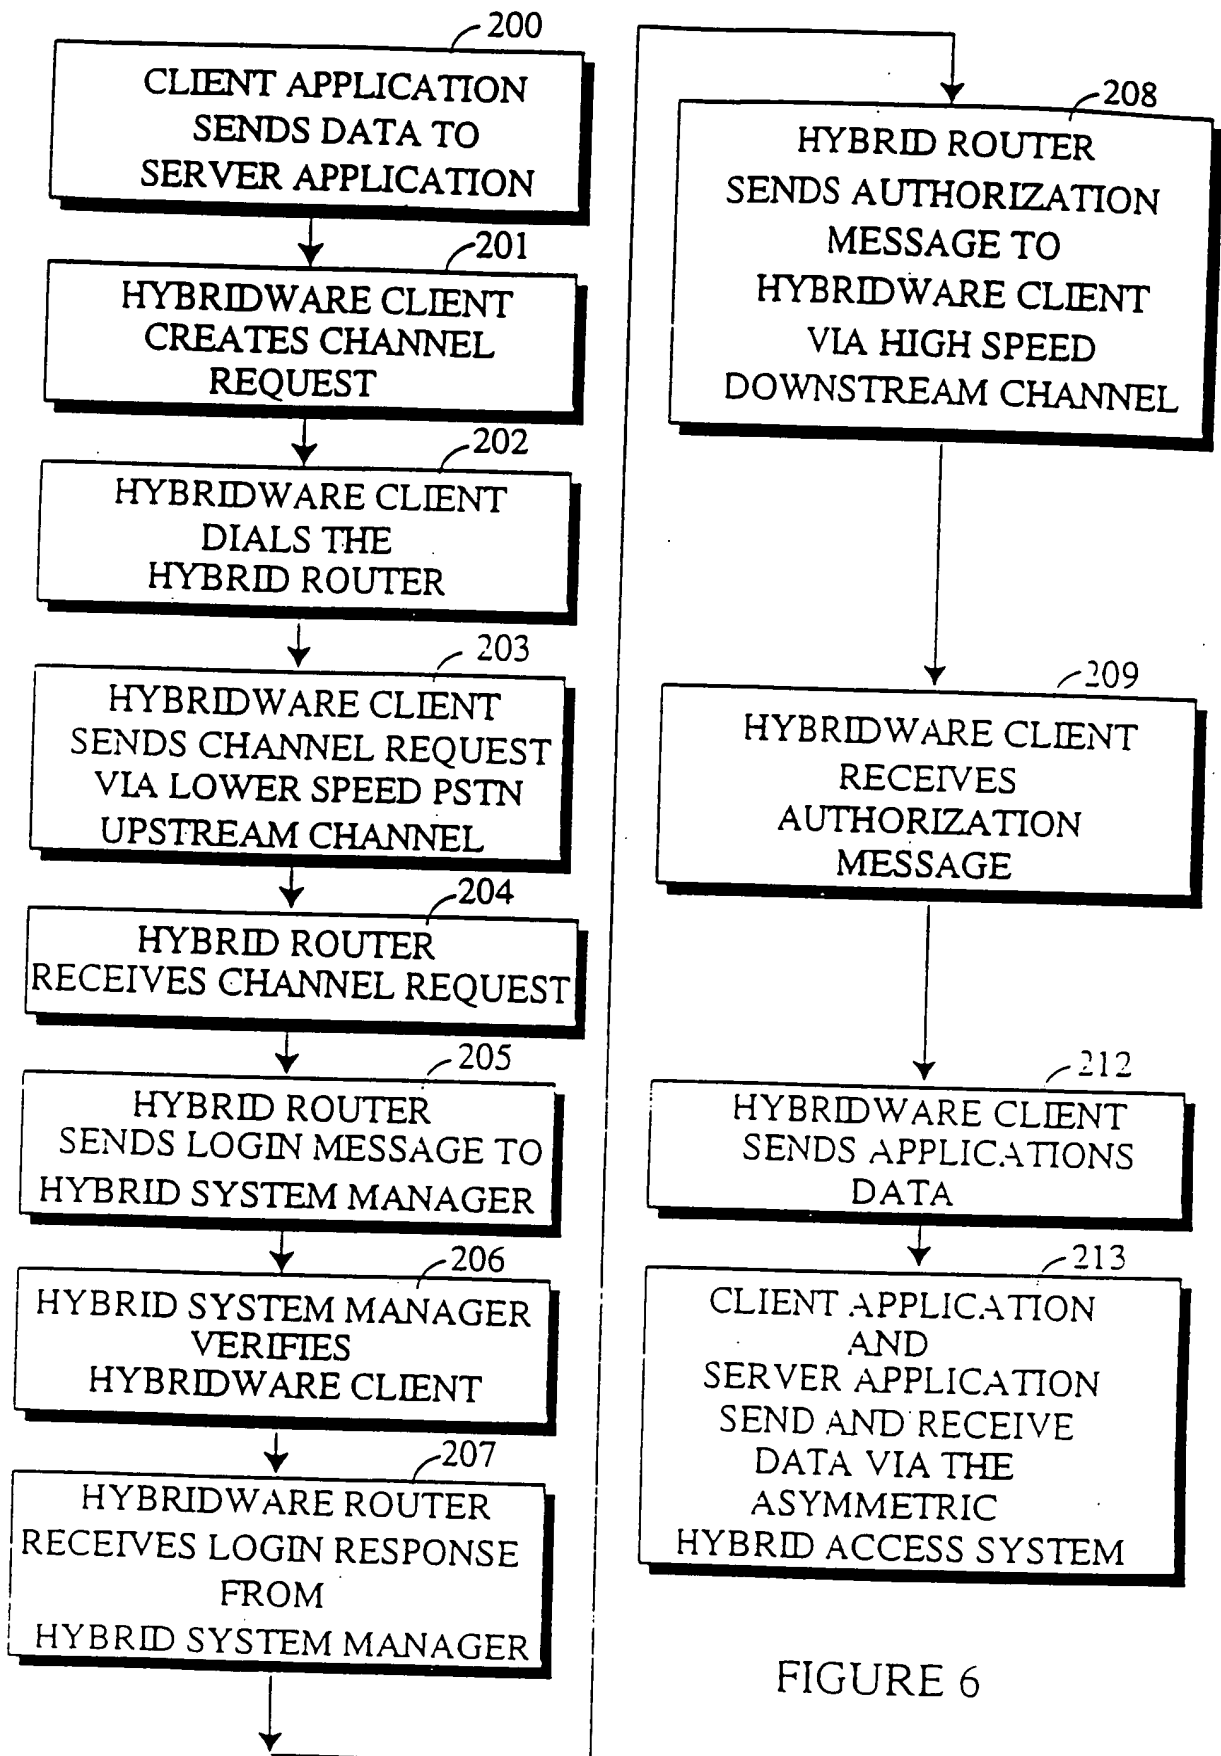 200
CLIENT APPLICATION
SENDS DATA TO
SERVER APPLICATION
201
HYBRIDWARE CLIENT
CREATES CHANNEL
REQUEST
202
HYBRIDWARE CLIENT
DIALS THE
HYBRID ROUTER
203
HYBRIDWARE CLIENT
SENDS CHANNEL REQUEST
VIA LOWER SPEED PSTN
UPSTREAM CHANNEL
204
HYBRID ROUTER
RECEIVES CHANNEL REQUEST
205
HYBRID ROUTER
SENDS LOGIN MESSAGE TO
HYBRID SYSTEM MANAGER
206
HYBRID SYSTEM MANAGER
VERIFIES
HYBRIDWARE CLIENT
207
HYBRIDWARE ROUTER
RECEIVES LOGIN RESPONSE
FROM
HYBRID SYSTEM MANAGER
208
HYBRID ROUTER
SENDS AUTHORIZATION
MESSAGE TO
HYBRIDWARE CLIENT
VIA HIGH SPEED
DOWNSTREAM CHANNEL
209
HYBRIDWARE CLIENT
RECEIVES
AUTHORIZATION
MESSAGE
212
HYBRIDWARE CLIENT
SENDS APPLICATIONS
DATA
213
CLIENT APPLICATION
AND
SERVER APPLICATION
SEND AND RECEIVE
DATA VIA THE
ASYMMETRIC
HYBRID ACCESS SYSTEM
FIGURE 6